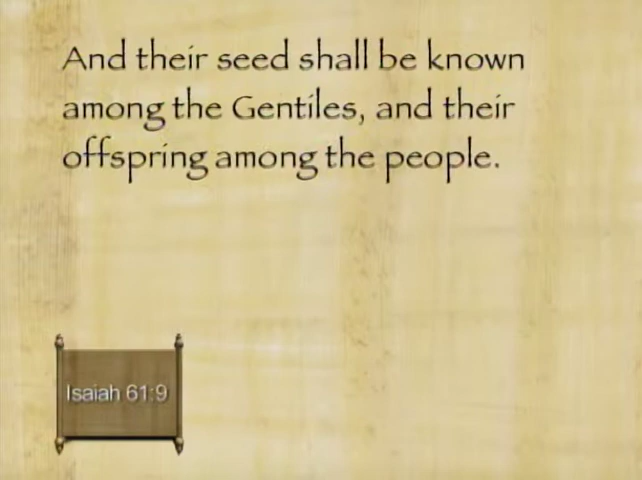 And their seed shall be known
among the Gentiles, and their
offspring among the people.
Isaiah 61:9